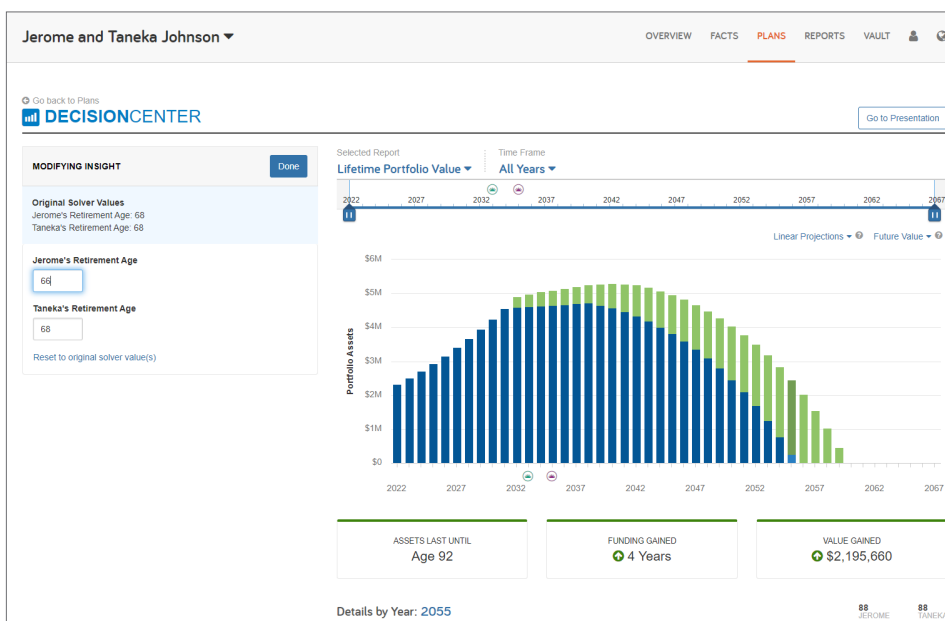 Jerome and Taneka Johnson
OVERVIEW FACTS PLANS REPORTS VAULT
Go back to Plans
DECISIONCENTER
Go to Presentation
MODIFYING INSIGHT
Done
Original Solver Values
Jerome's Retirement Age: 68
Taneka's Retirement Age: 68
Jerome's Retirement Age
66
Taneka's Retirement Age
68
Reset to original solver value(s)
Selected Report
Time Frame
Lifetime Portfolio Value
All Years
2022 2027 2032 2037 2042 2047 2052 2057 2062 2067
Linear Projections ? Future Value ?
Portfolio Assets
$6M
$5M
$4M
$3M
$2M
$1M
$0
2022 2027 2032 2037 2042 2047 2052 2057 2062 2067
ASSETS LAST UNTIL
Age 92
FUNDING GAINED
4 Years
VALUE GAINED
$2,195,660
Details by Year: 2055
88 88
JEROME TANEKA